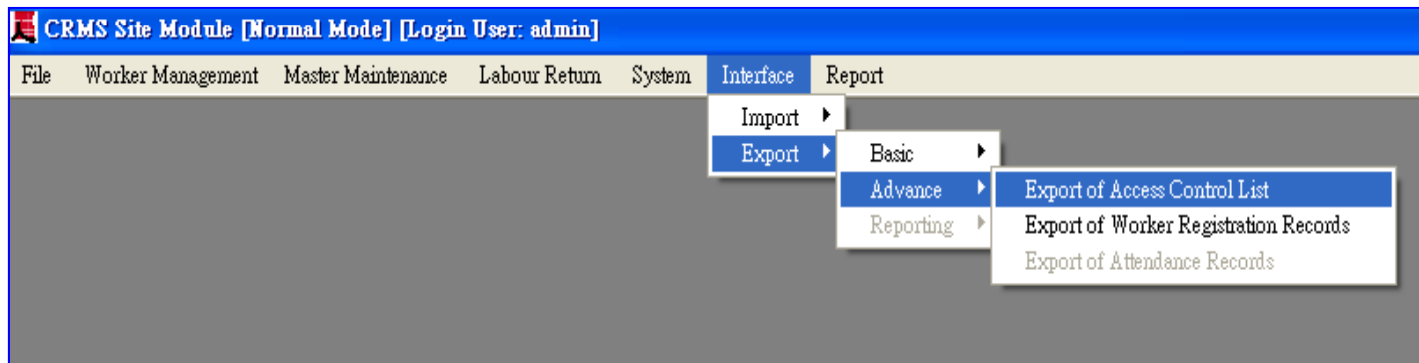 CRMS Site Module [Normal Mode] [Login User: admin]
File Worker Management Master Maintenance Labour Return System Interface Report
Import
Export Basic
Advance Export of Access Control List
Reporting Export of Worker Registration Records
Export of Attendance Records